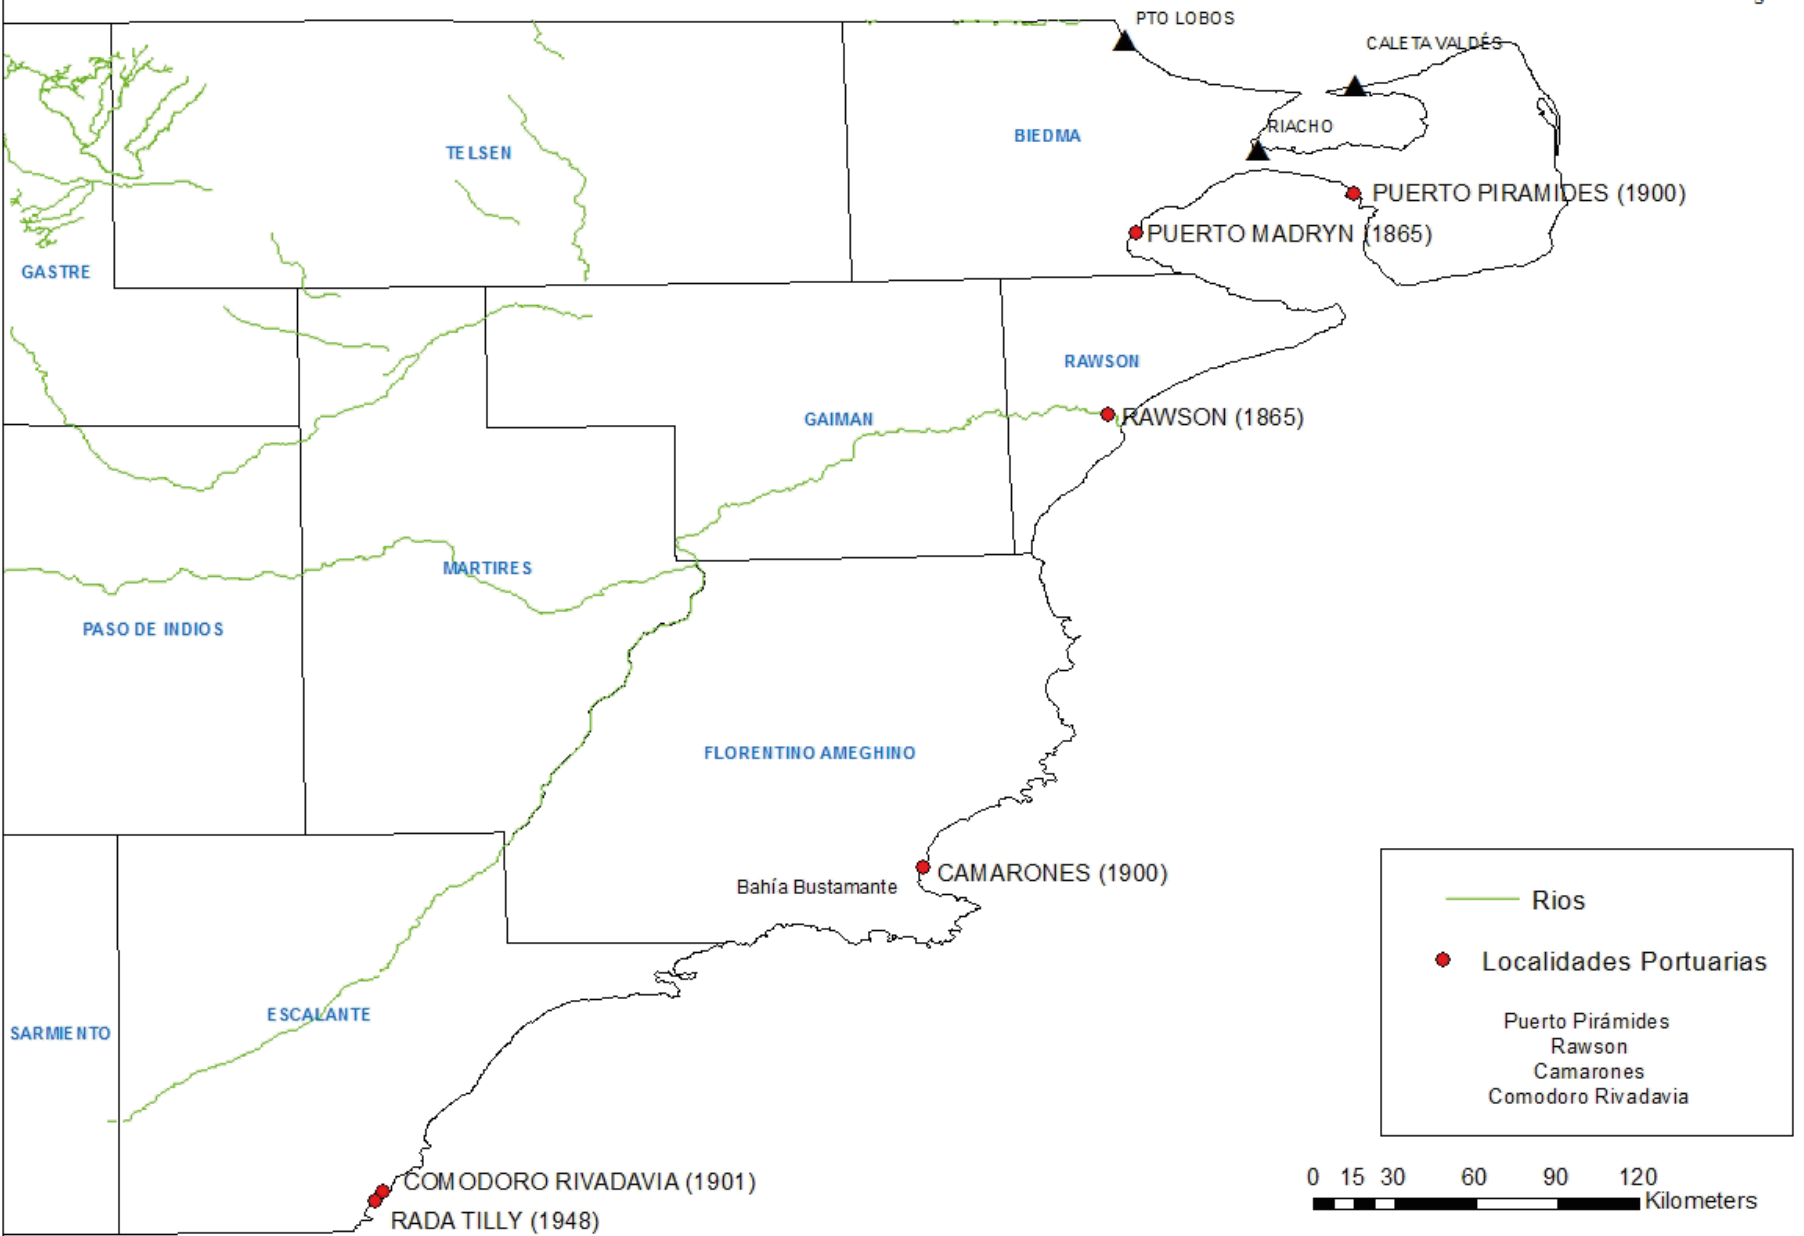 PTO LOBOS
CALETA VALDÉS
RIACHO
BIEDMA
TELSEN
PUERTO PIRAMIDES (1900)
PUERTO MADRYN (1865)
GASTRE
RAWSON
GAIMAN
RAWSON (1865)
MARTIRES
PASO DE INDIOS
FLORENTINO AMEGHINO
CAMARONES (1900)
Bahía Bustamante
ESCALANTE
SARMIENTO
COMODORO RIVADAVIA (1901)
RADA TILLY (1948)
Rios
Localidades Portuarias
Puerto Pirámides
Rawson
Camarones
Comodoro Rivadavia
0 15 30 60 90 120
Kilometers